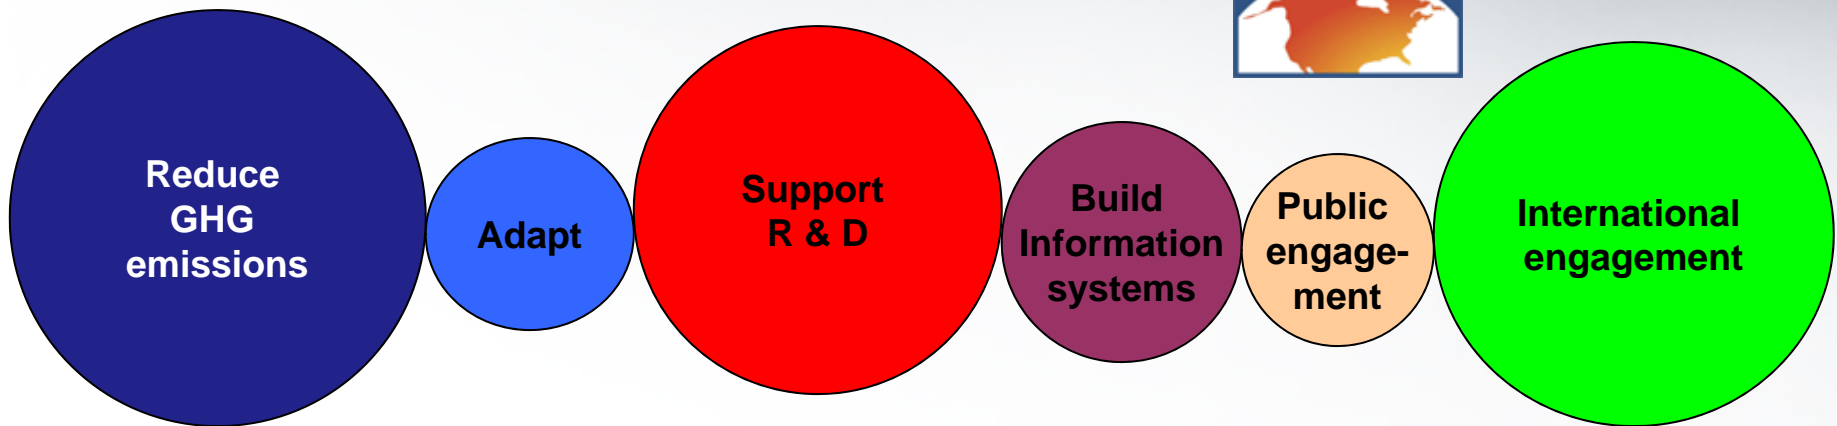 Reduce
GHG
emissions
Adapt
Support
R & D
Build
Information
systems
Public
engage-
ment
International
engagement